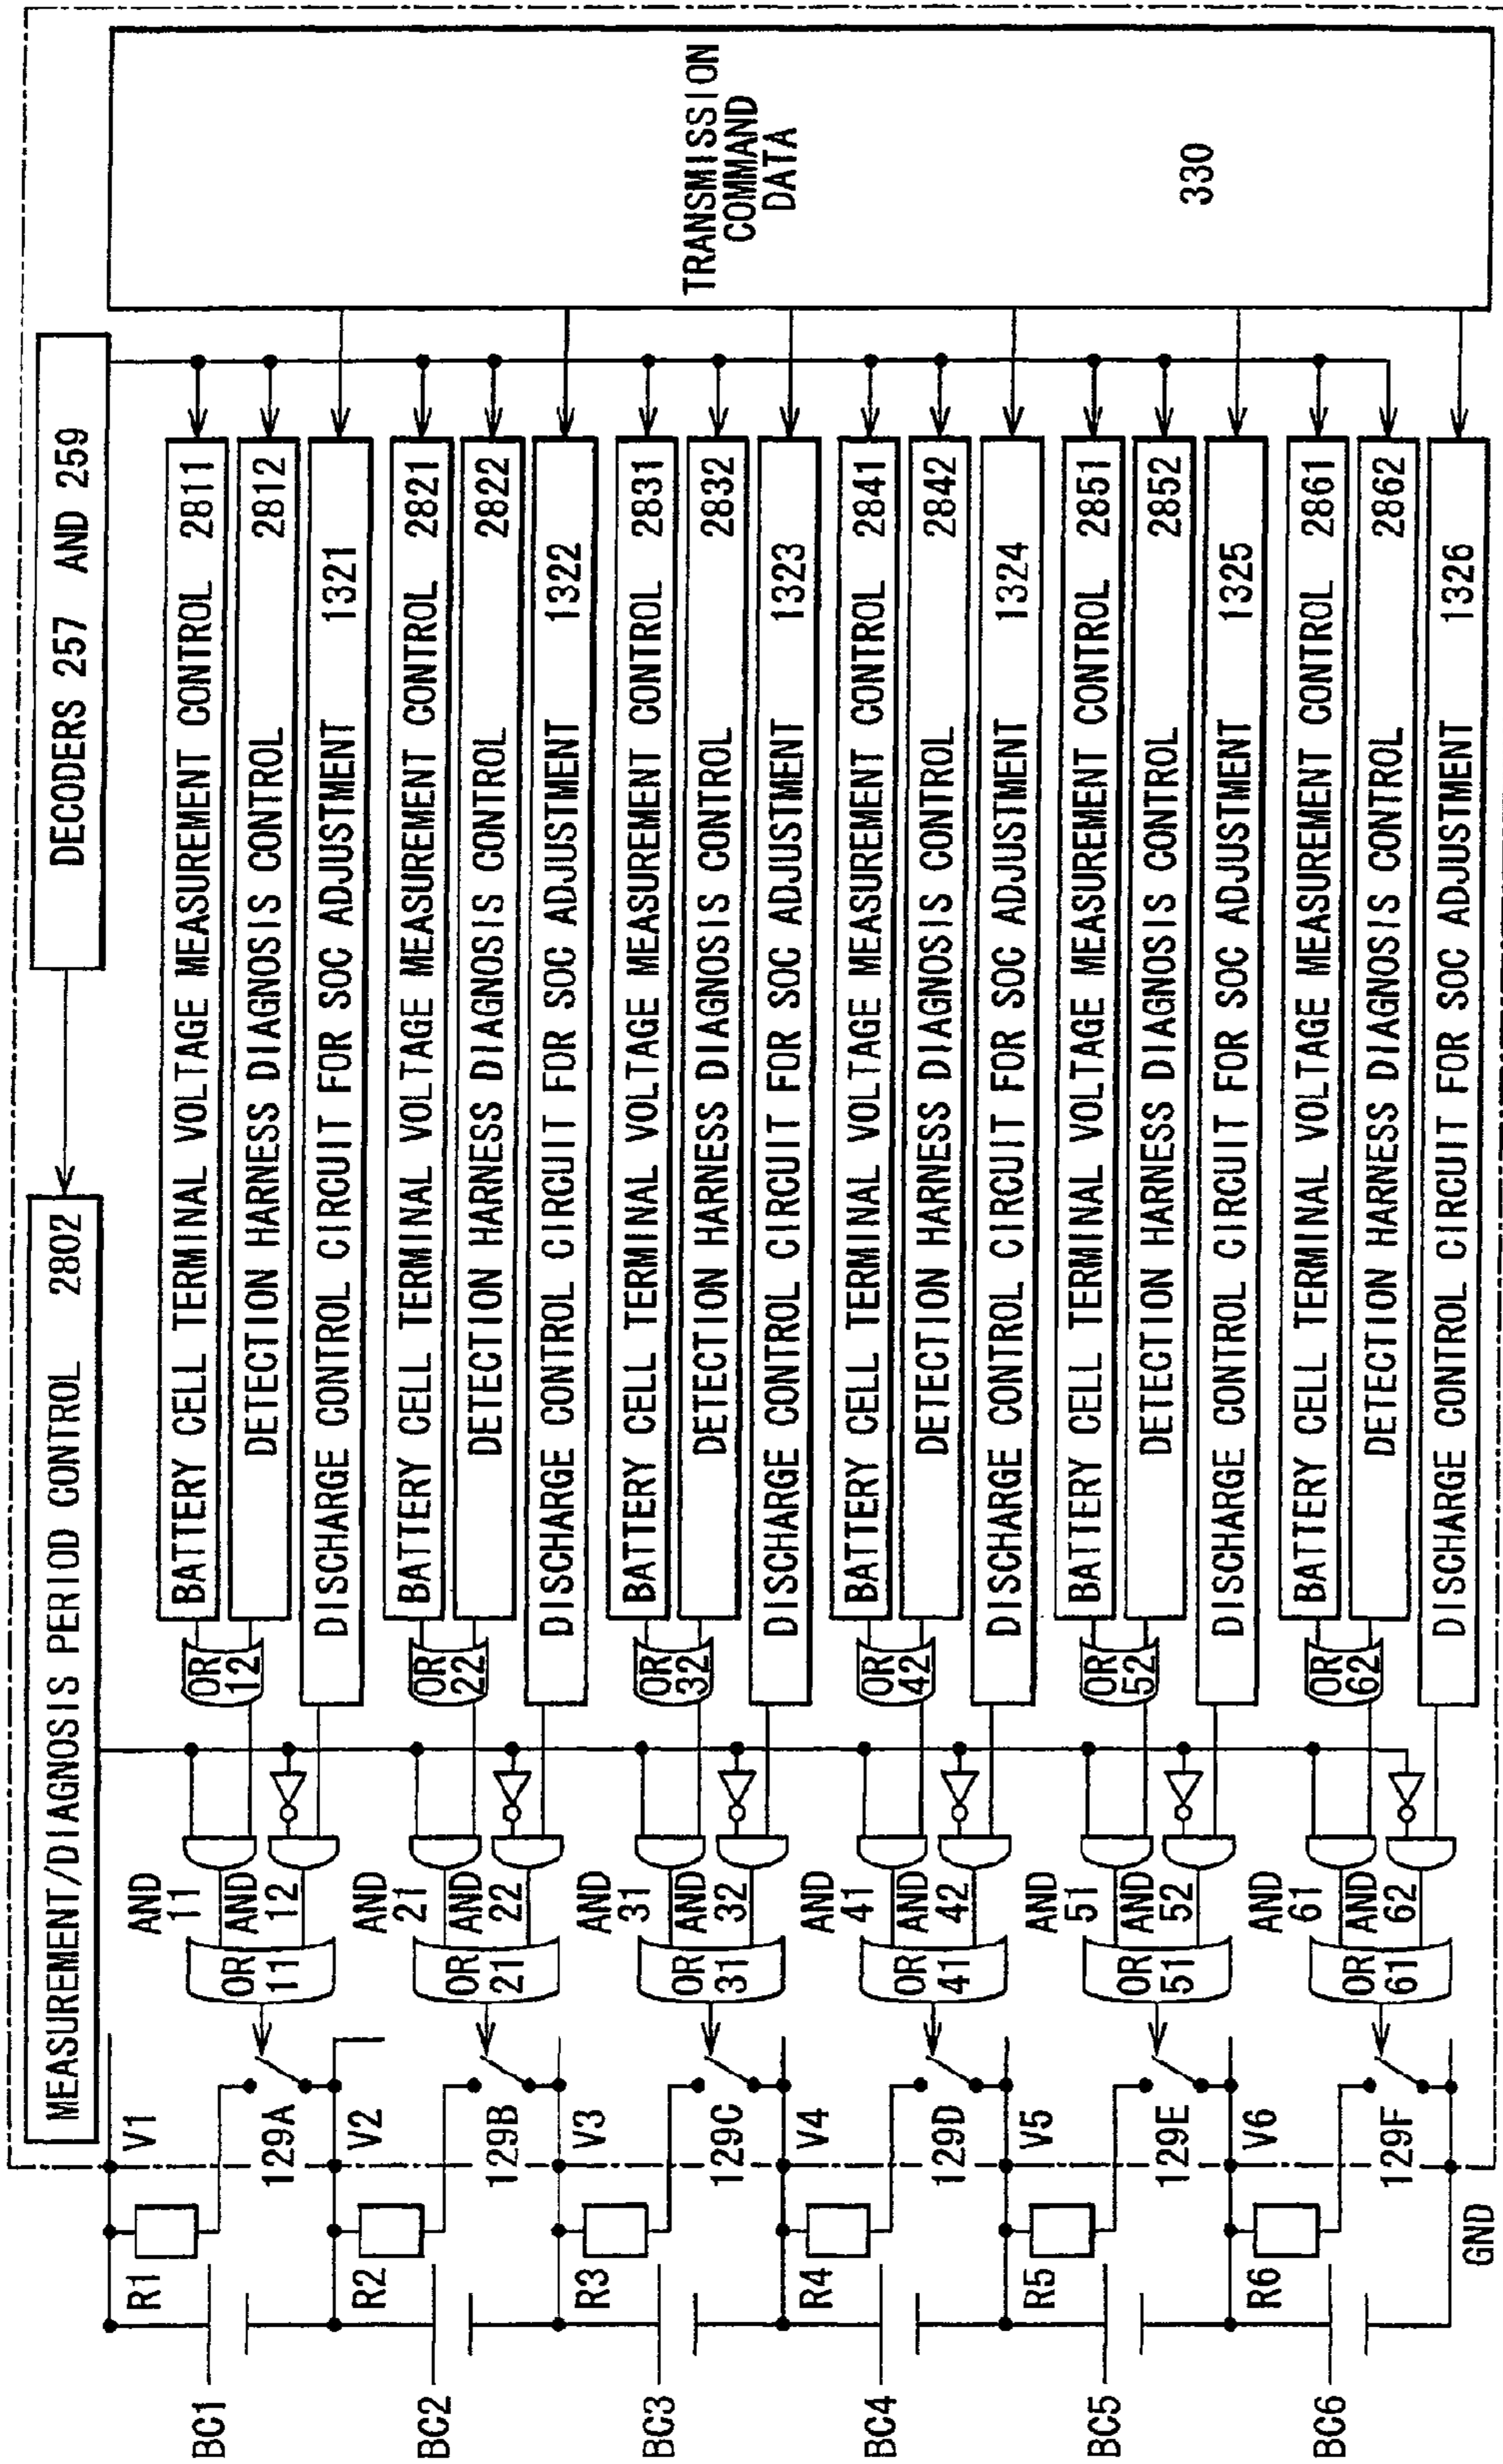 MEASUREMENT/DIAGNOSIS PERIOD CONTROL 2802
DECODERS 257 AND 259
TRANSMISSION
COMMAND
DATA
330
BC1
R1
V1
129A
OR
11
AND
11
AND
12
OR
12
BATTERY CELL TERMINAL VOLTAGE MEASUREMENT CONTROL 2811
DETECTION HARNESS DIAGNOSIS CONTROL 2812
DISCHARGE CONTROL CIRCUIT FOR SOC ADJUSTMENT 1321
BC2
R2
V2
129B
OR
21
AND
21
AND
22
OR
22
BATTERY CELL TERMINAL VOLTAGE MEASUREMENT CONTROL 2821
DETECTION HARNESS DIAGNOSIS CONTROL 2822
DISCHARGE CONTROL CIRCUIT FOR SOC ADJUSTMENT 1322
BC3
R3
V3
129C
OR
31
AND
31
AND
32
OR
32
BATTERY CELL TERMINAL VOLTAGE MEASUREMENT CONTROL 2831
DETECTION HARNESS DIAGNOSIS CONTROL 2832
DISCHARGE CONTROL CIRCUIT FOR SOC ADJUSTMENT 1323
BC4
R4
V4
129D
OR
41
AND
41
AND
42
OR
42
BATTERY CELL TERMINAL VOLTAGE MEASUREMENT CONTROL 2841
DETECTION HARNESS DIAGNOSIS CONTROL 2842
DISCHARGE CONTROL CIRCUIT FOR SOC ADJUSTMENT 1324
BC5
R5
V5
129E
OR
51
AND
51
AND
52
OR
52
BATTERY CELL TERMINAL VOLTAGE MEASUREMENT CONTROL 2851
DETECTION HARNESS DIAGNOSIS CONTROL 2852
DISCHARGE CONTROL CIRCUIT FOR SOC ADJUSTMENT 1325
BC6
R6
V6
129F
OR
61
AND
61
AND
62
OR
62
BATTERY CELL TERMINAL VOLTAGE MEASUREMENT CONTROL 2861
DETECTION HARNESS DIAGNOSIS CONTROL 2862
DISCHARGE CONTROL CIRCUIT FOR SOC ADJUSTMENT 1326
GND